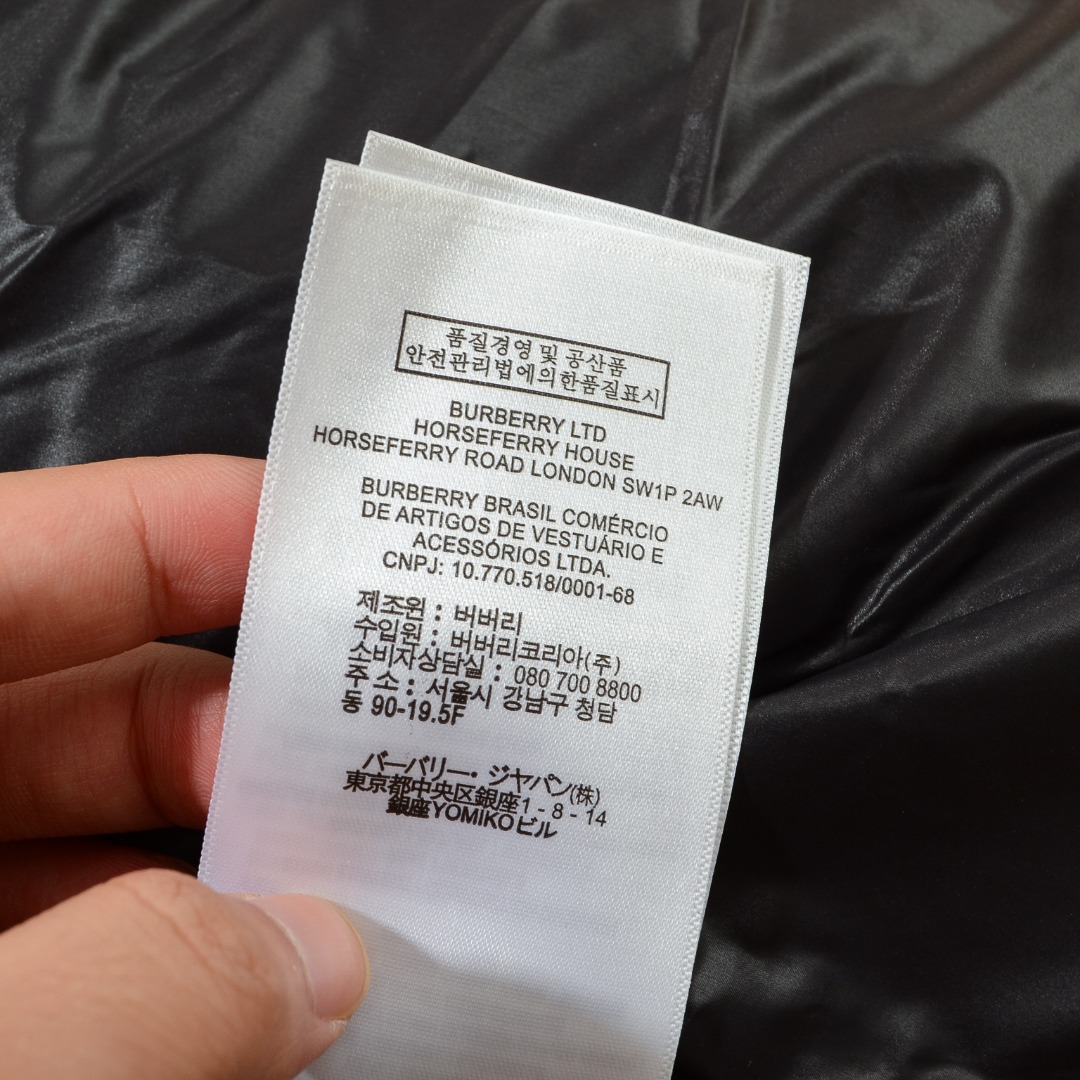 품질경영 및 공산품
안전관리법에의한품질표시
BURBERRY LTD
HORSEFERRY HOUSE
HORSEFERRY ROAD LONDON SW1P 2AW
BURBERRY BRASIL COMÉRCIO
DE ARTIGOS DE VESTUÁRIO E
ACESSÓRIOS LTDA.
CNPJ: 10.770.518/0001-68
제조원 : 버버리
수입원 : 버버리코리아(주)
소비자상담실 : 080 700 8800
주 소 : 서울시 강남구 청담
동 90-19.5F
バーバリー・ジヤパン(株)
東京都中央区銀座1 - 8 - 14
銀座YOMIKOビル